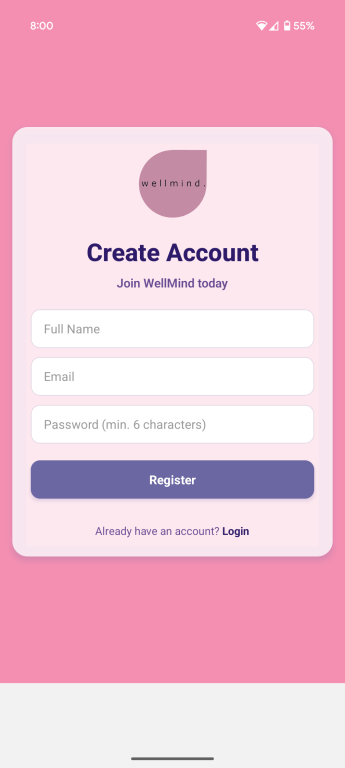 8:00
55%
wellmind.
Create Account
Join WellMind today
Full Name
Email
Password (min. 6 characters)
Register
Already have an account? Login